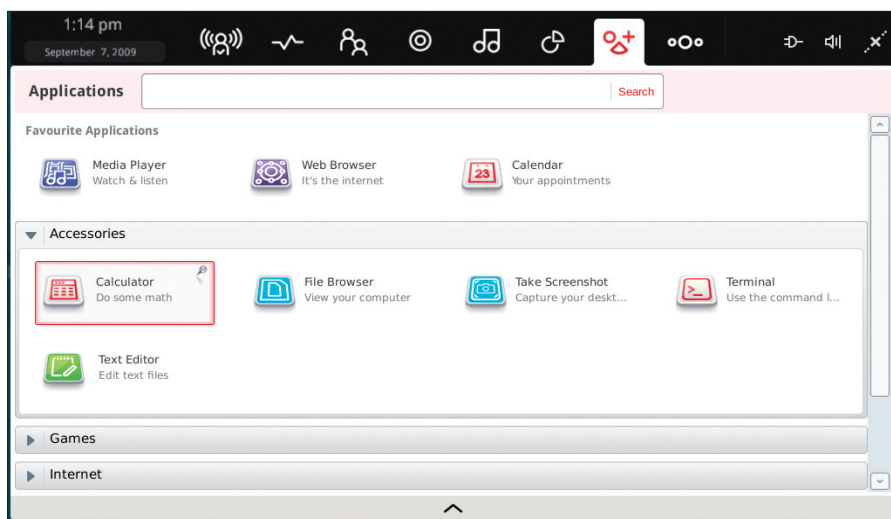 1:14 pm
September 7, 2009
Applications
Search
Favourite Applications
Media Player
Watch & listen
Web Browser
It's the internet
Calendar
23
Your appointments
Accessories
Calculator
Do some math
File Browser
View your computer
Take Screenshot
Capture your deskt...
Terminal
Use the command l...
Text Editor
Edit text files
Games
Internet